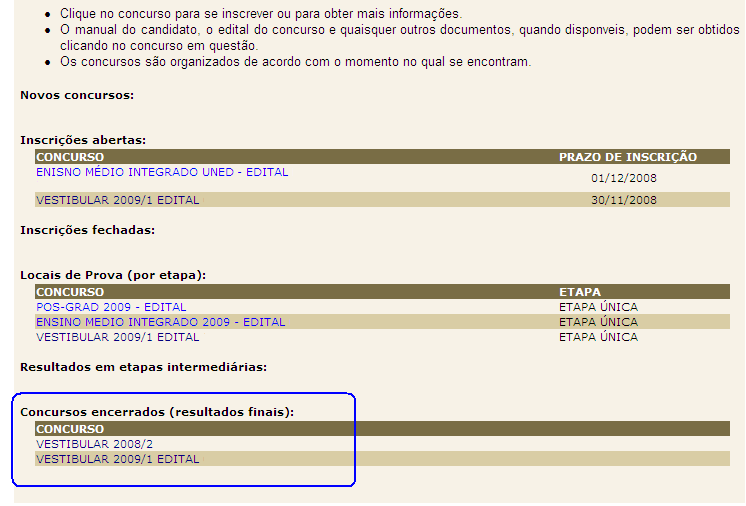 Clique no concurso para se inscrever ou para obter mais informações.
O manual do candidato, o edital do concurso e quaisquer outros documentos, quando disponveis, podem ser obtidos
clicando no concurso em questão.
Os concursos são organizados de acordo com o momento no qual se encontram.
Novos concursos:
Inscrições abertas:
CONCURSO PRAZO DE INSCRIÇÃO
ENISNO MÉDIO INTEGRADO UNED - EDITAL 01/12/2008
VESTIBULAR 2009/1 EDITAL 30/11/2008
Inscrições fechadas:
Locais de Prova (por etapa):
CONCURSO ETAPA
POS-GRAD 2009 - EDITAL ETAPA ÚNICA
ENSINO MEDIO INTEGRADO 2009 - EDITAL ETAPA ÚNICA
VESTIBULAR 2009/1 EDITAL ETAPA ÚNICA
Resultados em etapas intermediárias:
Concursos encerrados (resultados finais):
CONCURSO
VESTIBULAR 2008/2
VESTIBULAR 2009/1 EDITAL